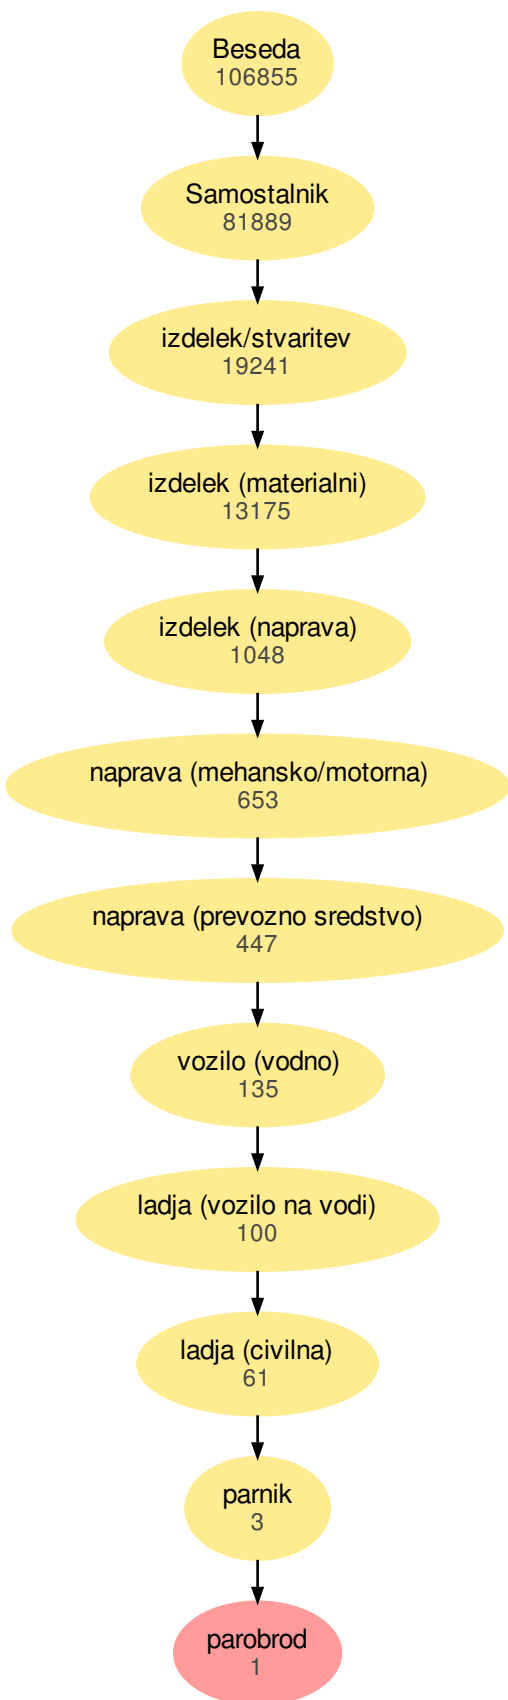 Beseda
106855
Samostalnik
81889
izdelek/stvaritev
19241
izdelek (materialni)
13175
izdelek (naprava)
1048
naprava (mehansko/motorna)
653
naprava (prevozno sredstvo)
447
vozilo (vodno)
135
ladja (vozilo na vodi)
100
ladja (civilna)
61
parnik
3
parobrod
1